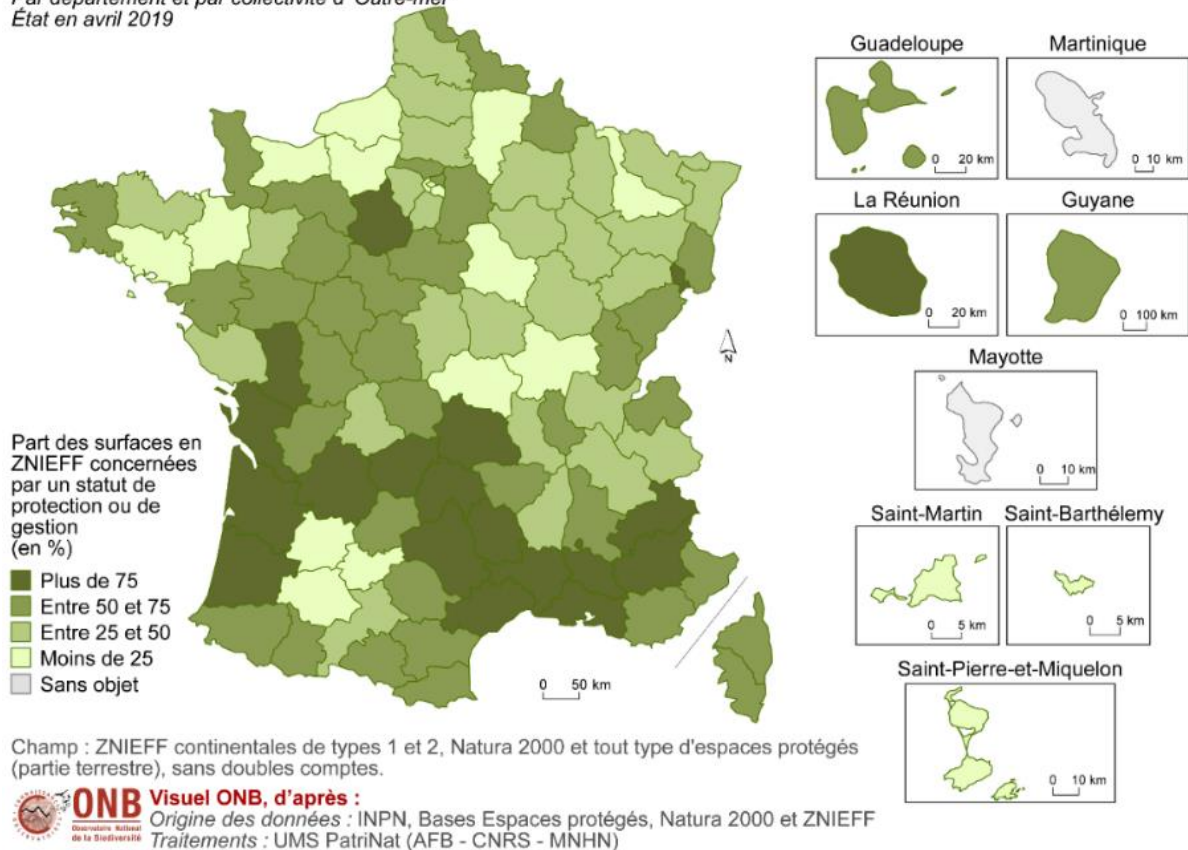 Par département et par collectivité d'Outre-mer
État en avril 2019
Guadeloupe
0 20 km
Martinique
0 10 km
La Réunion
0 20 km
Guyane
0 100 km
N
Mayotte
0 10 km
Part des surfaces en
ZNIEFF concernées
par un statut de
protection ou de
gestion
(en %)
Plus de 75
Entre 50 et 75
Entre 25 et 50
Moins de 25
Sans objet
0 50 km
Saint-Martin
0 5 km
Saint-Barthélemy
0 5 km
Saint-Pierre-et-Miquelon
0 10 km
Champ : ZNIEFF continentales de types 1 et 2, Natura 2000 et tout type d'espaces protégés
(partie terrestre), sans doubles comptes.
ONB
Observatoire National
de la Biodiversité
Visuel ONB, d'après :
Origine des données : INPN, Bases Espaces protégés, Natura 2000 et ZNIEFF
Traitements : UMS PatriNat (AFB - CNRS - MNHN)